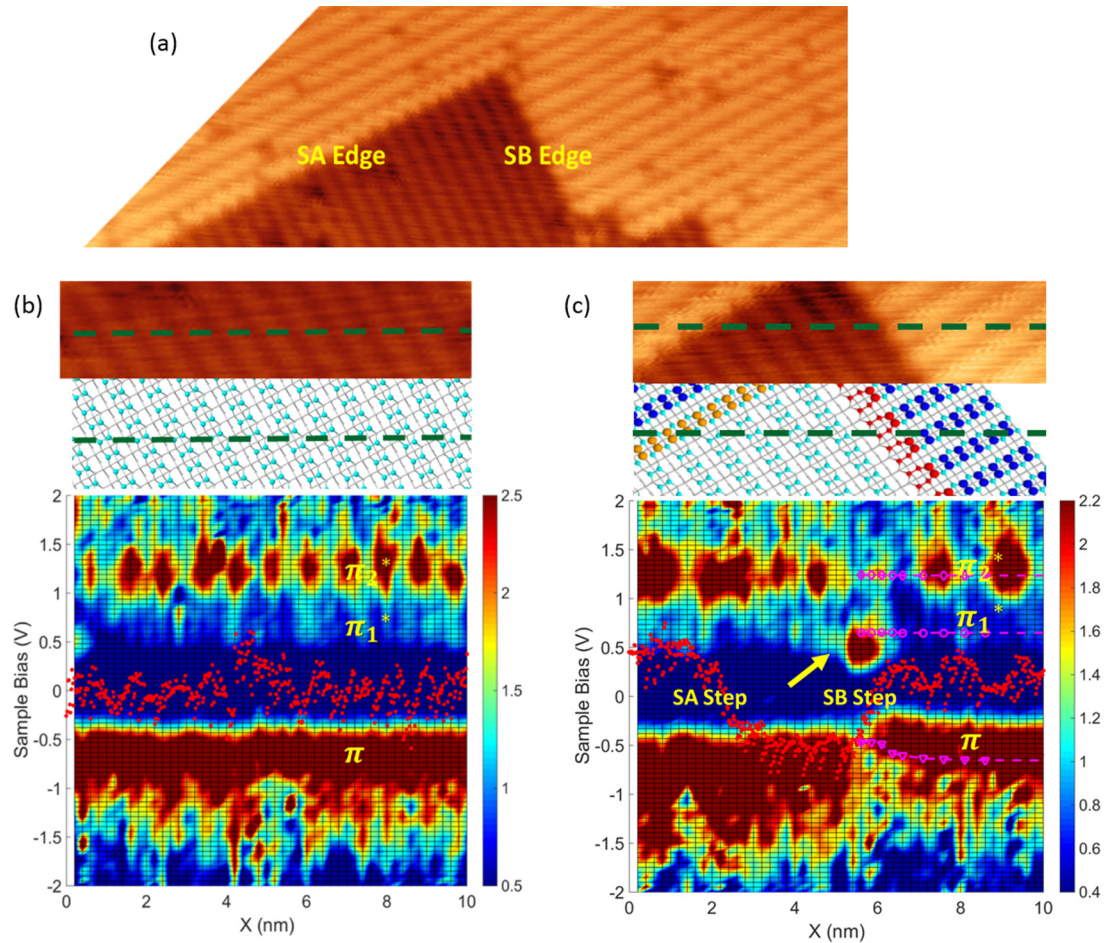 (a)
SA Edge
SB Edge
(b)
(c)
2
1.5
1
0.5
0
-0.5
-1
-1.5
-2
Sample Bias (V)
π₂*
π₁*
π
0
2
4
6
8
10
X (nm)
2.5
2
1.5
1
0.5
2
1.5
1
0.5
0
-0.5
-1
-1.5
-2
Sample Bias (V)
π₂*
π₁*
SA Step
SB Step
π
0
2
4
6
8
10
X (nm)
2.2
2
1.8
1.6
1.4
1.2
1
0.8
0.6
0.4